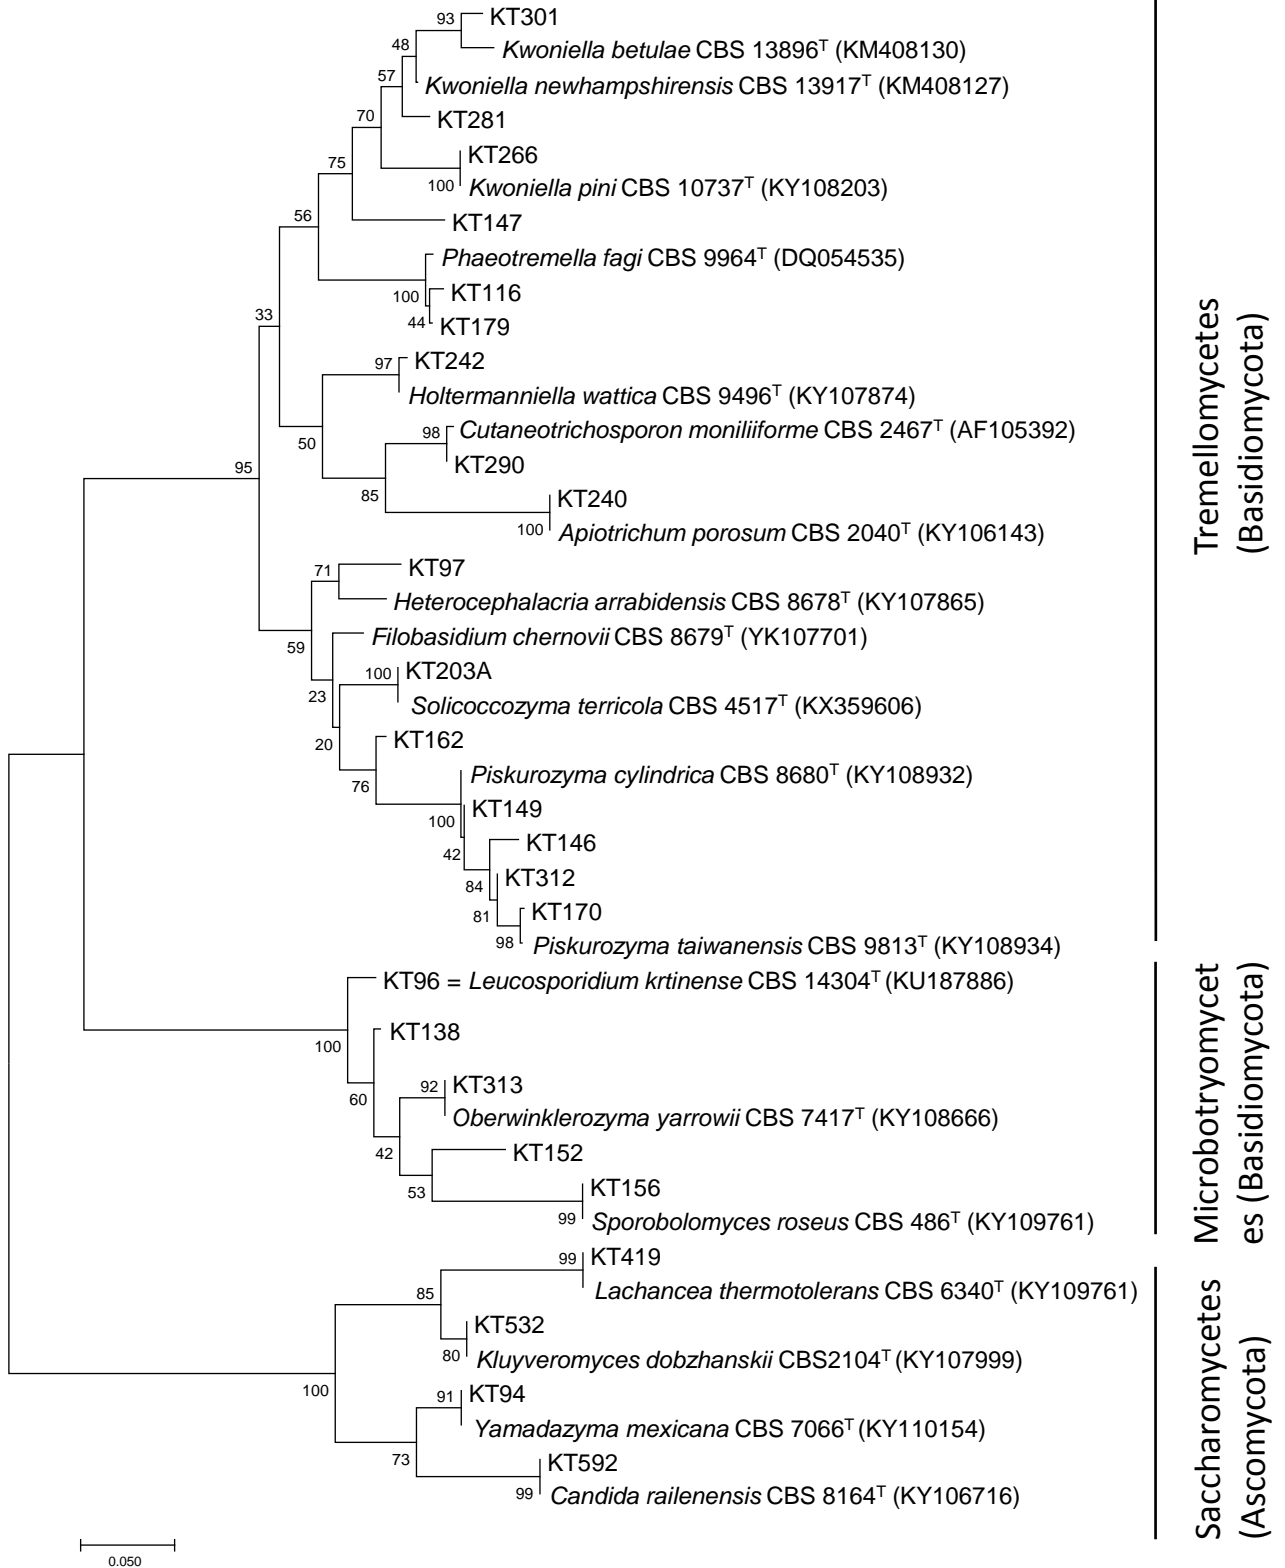 93
KT301
48
Kwoniella betulae CBS 13896T (KM408130)
57
Kwoniella newhampshirensis CBS 13917T (KM408127)
70
KT281
75
KT266
100
Kwoniella pini CBS 10737T (KY108203)
56
KT147
Phaeotremella fagi CBS 9964T (DQ054535)
100
KT116
44
KT179
33
97
KT242
Holtermanniella wattica CBS 9496T (KY107874)
50
98
Cutaneotrichosporon moniliiforme CBS 2467T (AF105392)
KT290
95
85
KT240
100
Apiotrichum porosum CBS 2040T (KY106143)
71
KT97
Heterocephalacria arrabidensis CBS 8678T (KY107865)
59
Filobasidium chernovii CBS 8679T (YK107701)
23
100
KT203A
Solicoccozyma terricola CBS 4517T (KX359606)
20
KT162
76
Piskurozyma cylindrica CBS 8680T (KY108932)
100
KT149
42
KT146
84
KT312
81
KT170
98
Piskurozyma taiwanensis CBS 9813T (KY108934)
KT96 = Leucosporidium krtinense CBS 14304T (KU187886)
100
KT138
60
92
KT313
Oberwinklerozyma yarrowii CBS 7417T (KY108666)
42
KT152
53
KT156
99
Sporobolomyces roseus CBS 486T (KY109761)
99
KT419
85
Lachancea thermotolerans CBS 6340T (KY109761)
KT532
80
Kluyveromyces dobzhanskii CBS2104T (KY107999)
100
91
KT94
Yamadazyma mexicana CBS 7066T (KY110154)
73
KT592
99
Candida railenensis CBS 8164T (KY106716)
0.050
Tremellomycetes
(Basidiomycota)
Microbotryomycet
es (Basidiomycota)
Saccharomycetes
(Ascomycota)